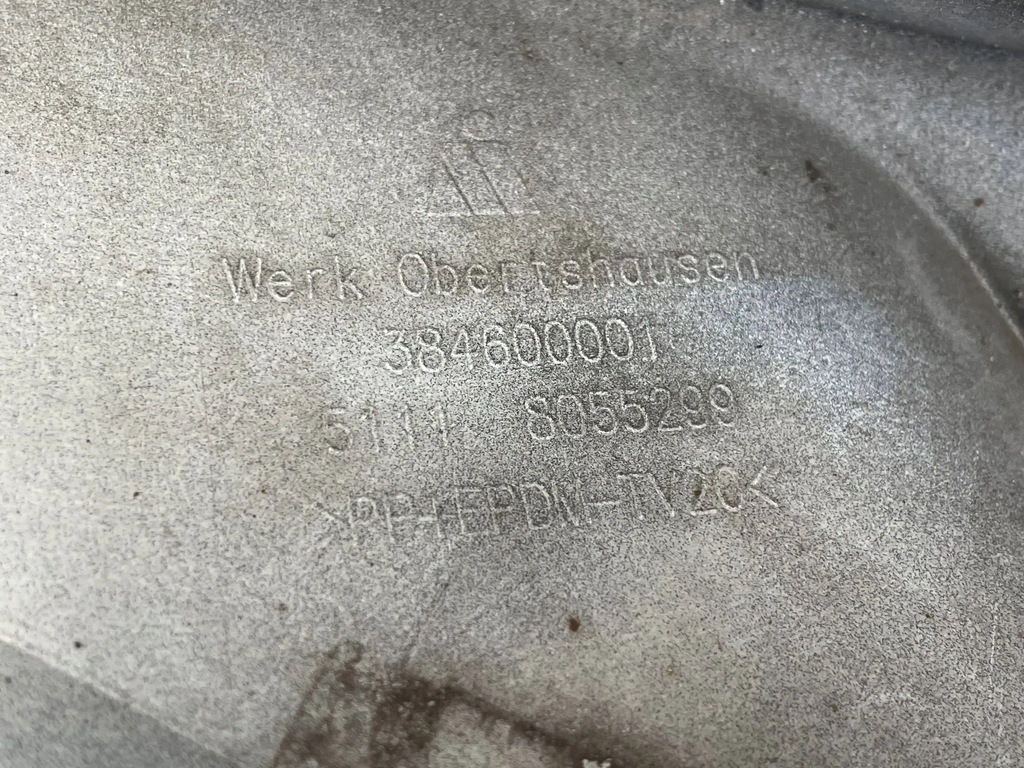 Werk Obertshausen
384600001
5111 8055299
>PP+EPDM-TV20<